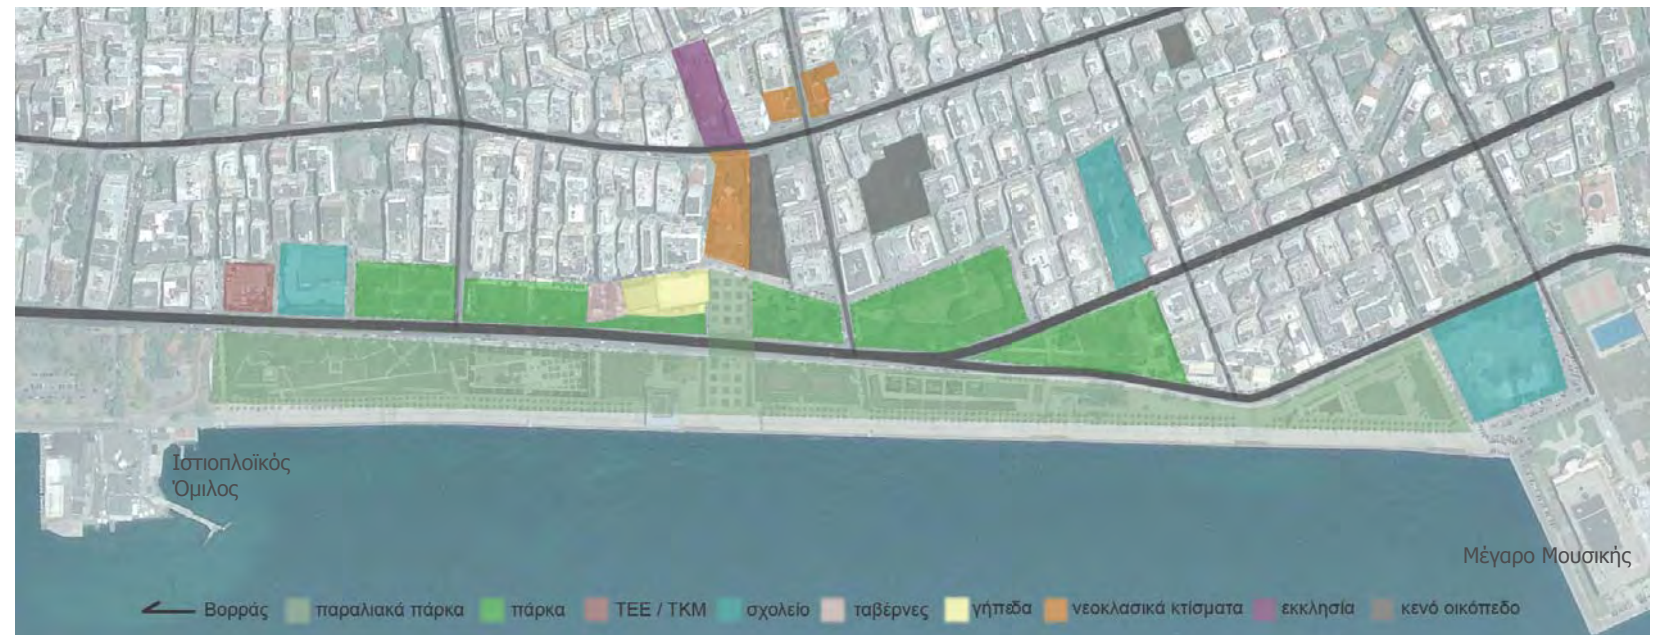 Ιστιοπλοϊκός
Όμιλος
Μέγαρο Μουσικής
Βορράς παραλιακά πάρκα πάρκα ΤΕΕ / ΤΚΜ σχολείο ταβέρνες γήπεδα νεοκλασικά κτίσματα εκκλησία κενό οικόπεδο